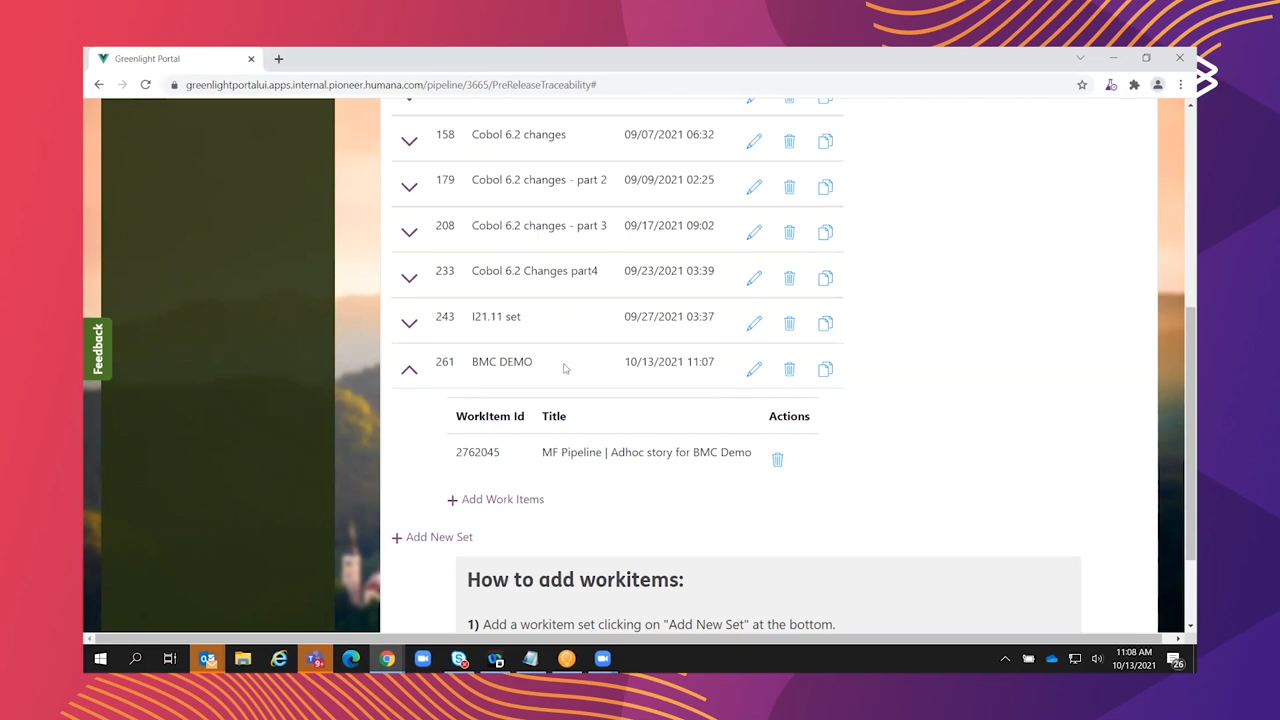 Greenlight Portal
greenlightportalui.apps.internal.pioneer.humana.com/pipeline/3665/PreReleaseTraceability#
158 Cobol 6.2 changes 09/07/2021 06:32
179 Cobol 6.2 changes - part 2 09/09/2021 02:25
208 Cobol 6.2 changes - part 3 09/17/2021 09:02
233 Cobol 6.2 Changes part4 09/23/2021 03:39
243 I21.11 set 09/27/2021 03:37
Feedback
261 BMC DEMO 10/13/2021 11:07
WorkItem Id Title Actions
2762045 MF Pipeline | Adhoc story for BMC Demo
+ Add Work Items
+ Add New Set
How to add workitems:
1) Add a workitem set clicking on "Add New Set" at the bottom.
11:08 AM
10/13/2021
26